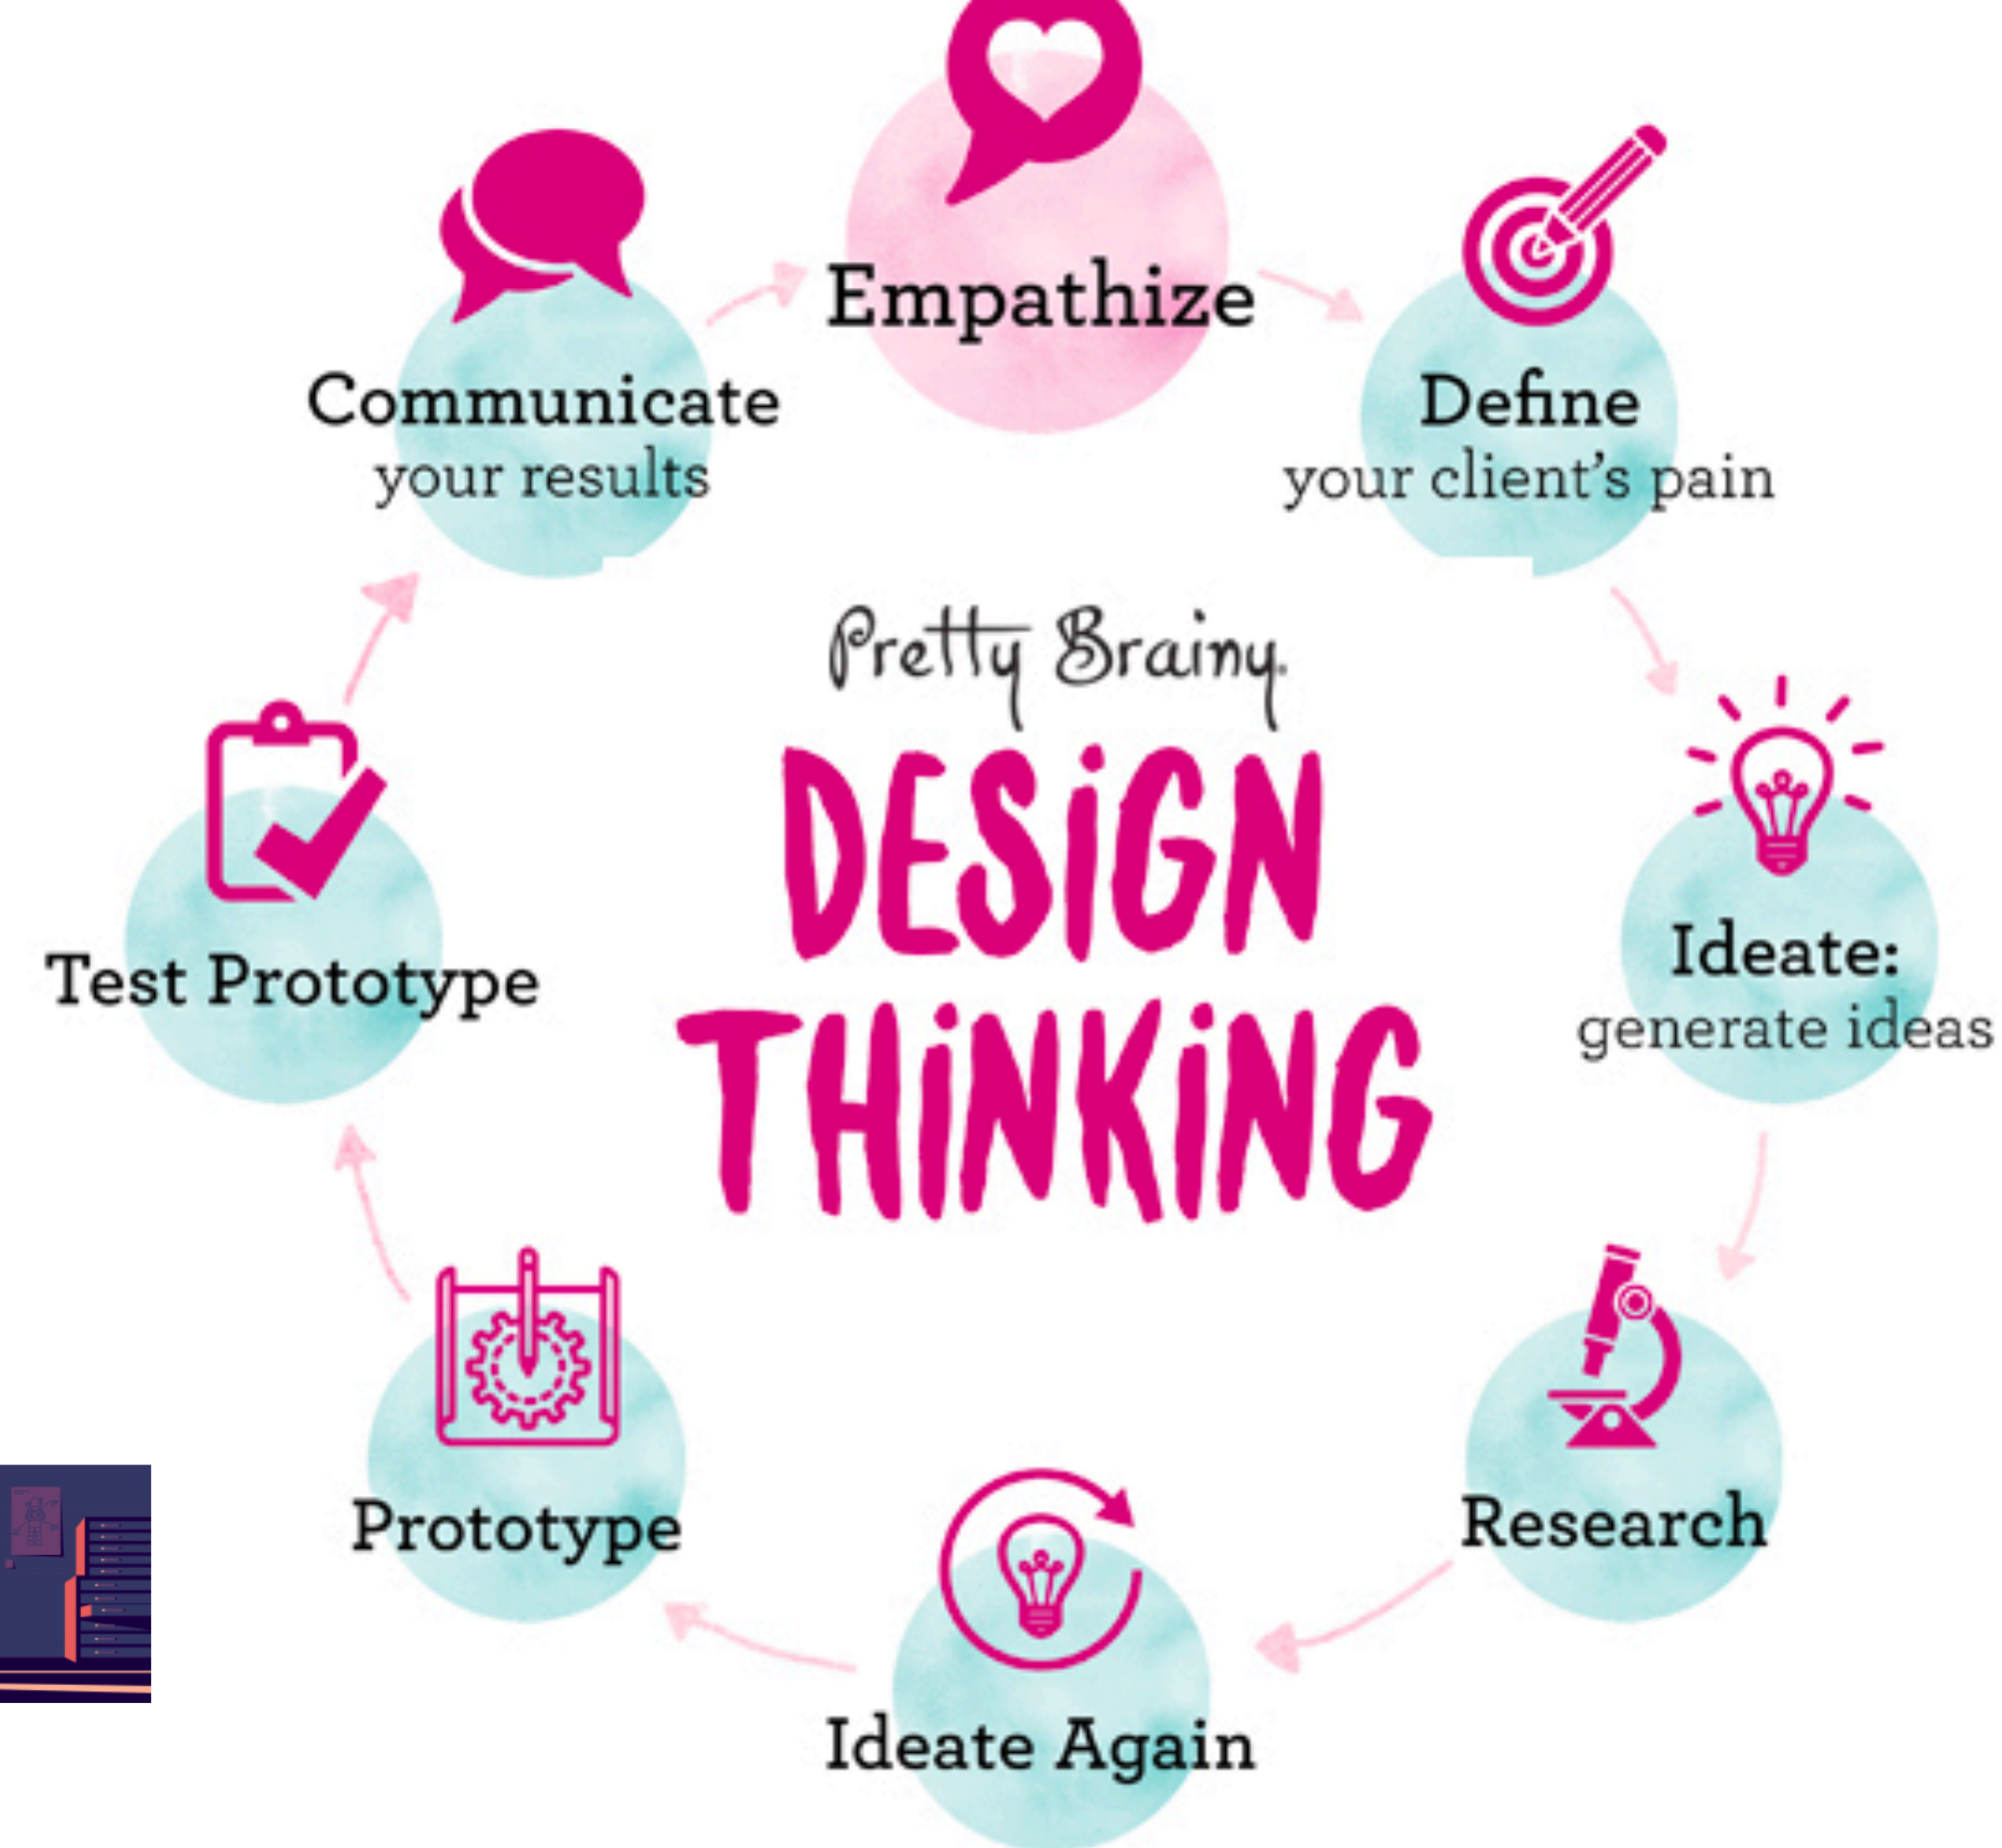 Empathize
Define
your client's pain
Ideate:
generate ideas
Research
Ideate Again
Prototype
Test Prototype
Communicate
your results
Pretty Brainy.
DESiGN
THiNKiNG